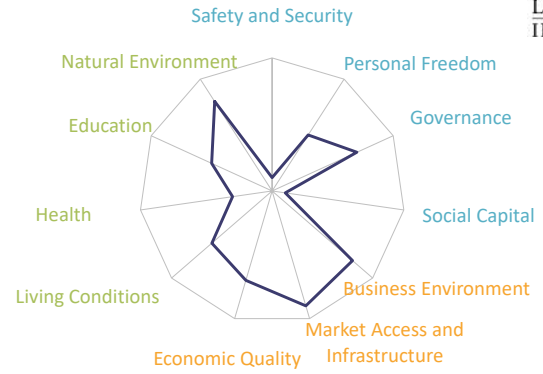 Safety and Security
Natural Environment
Personal Freedom
Education
Governance
Health
Social Capital
Living Conditions
Business Environment
Market Access and
Infrastructure
Economic Quality